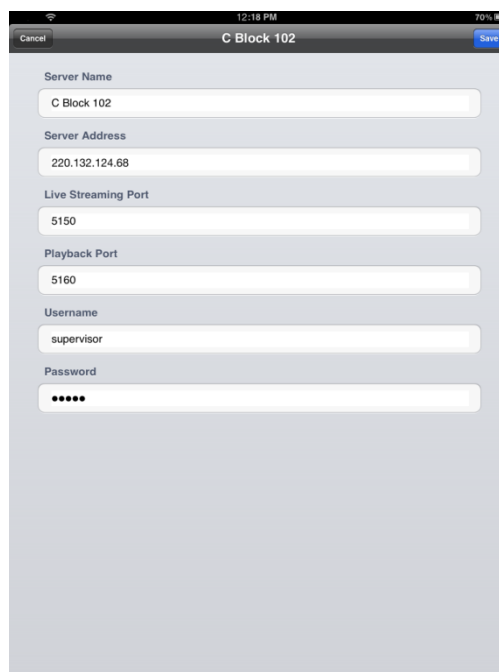 12:18 PM
70%
Cancel
C Block 102
Save
Server Name
C Block 102
Server Address
220.132.124.68
Live Streaming Port
5150
Playback Port
5160
Username
supervisor
Password
●●●●●